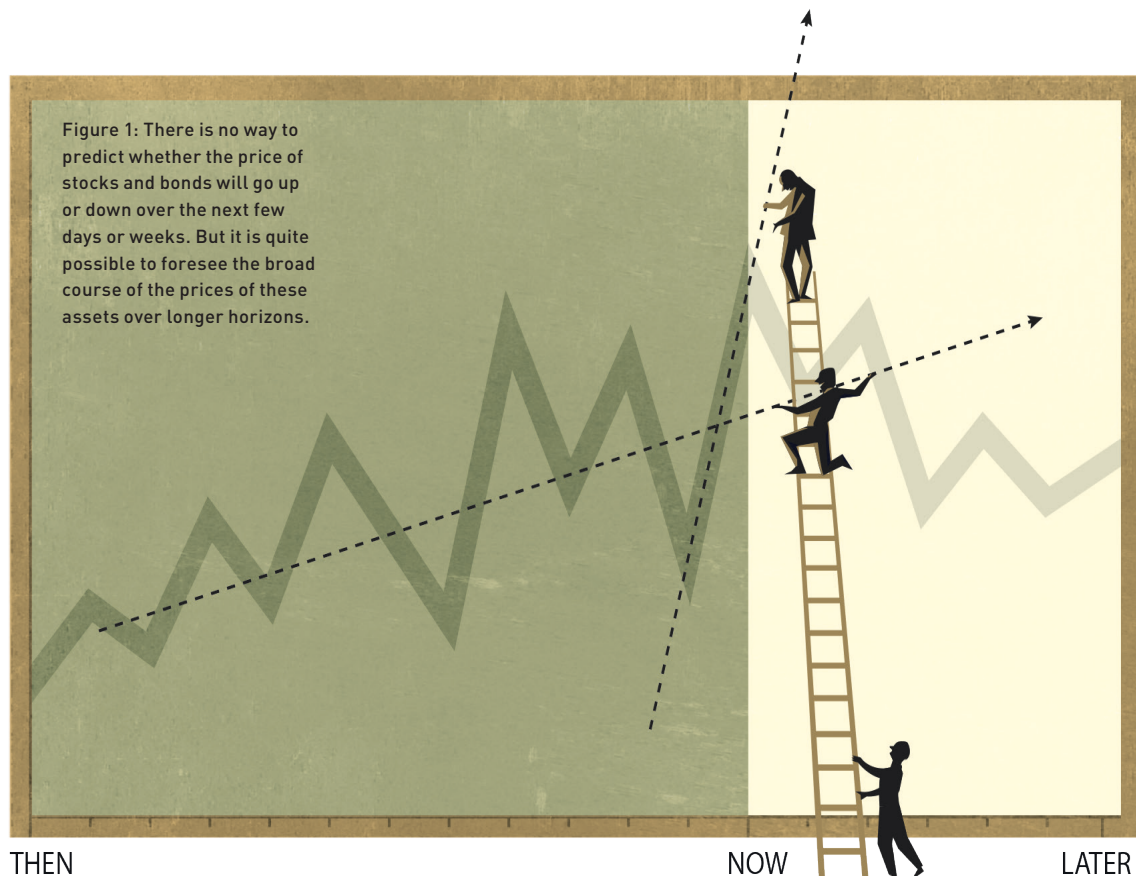 Figure 1: There is no way to
predict whether the price of
stocks and bonds will go up
or down over the next few
days or weeks. But it is quite
possible to foresee the broad
course of the prices of these
assets over longer horizons.
THEN
NOW
LATER